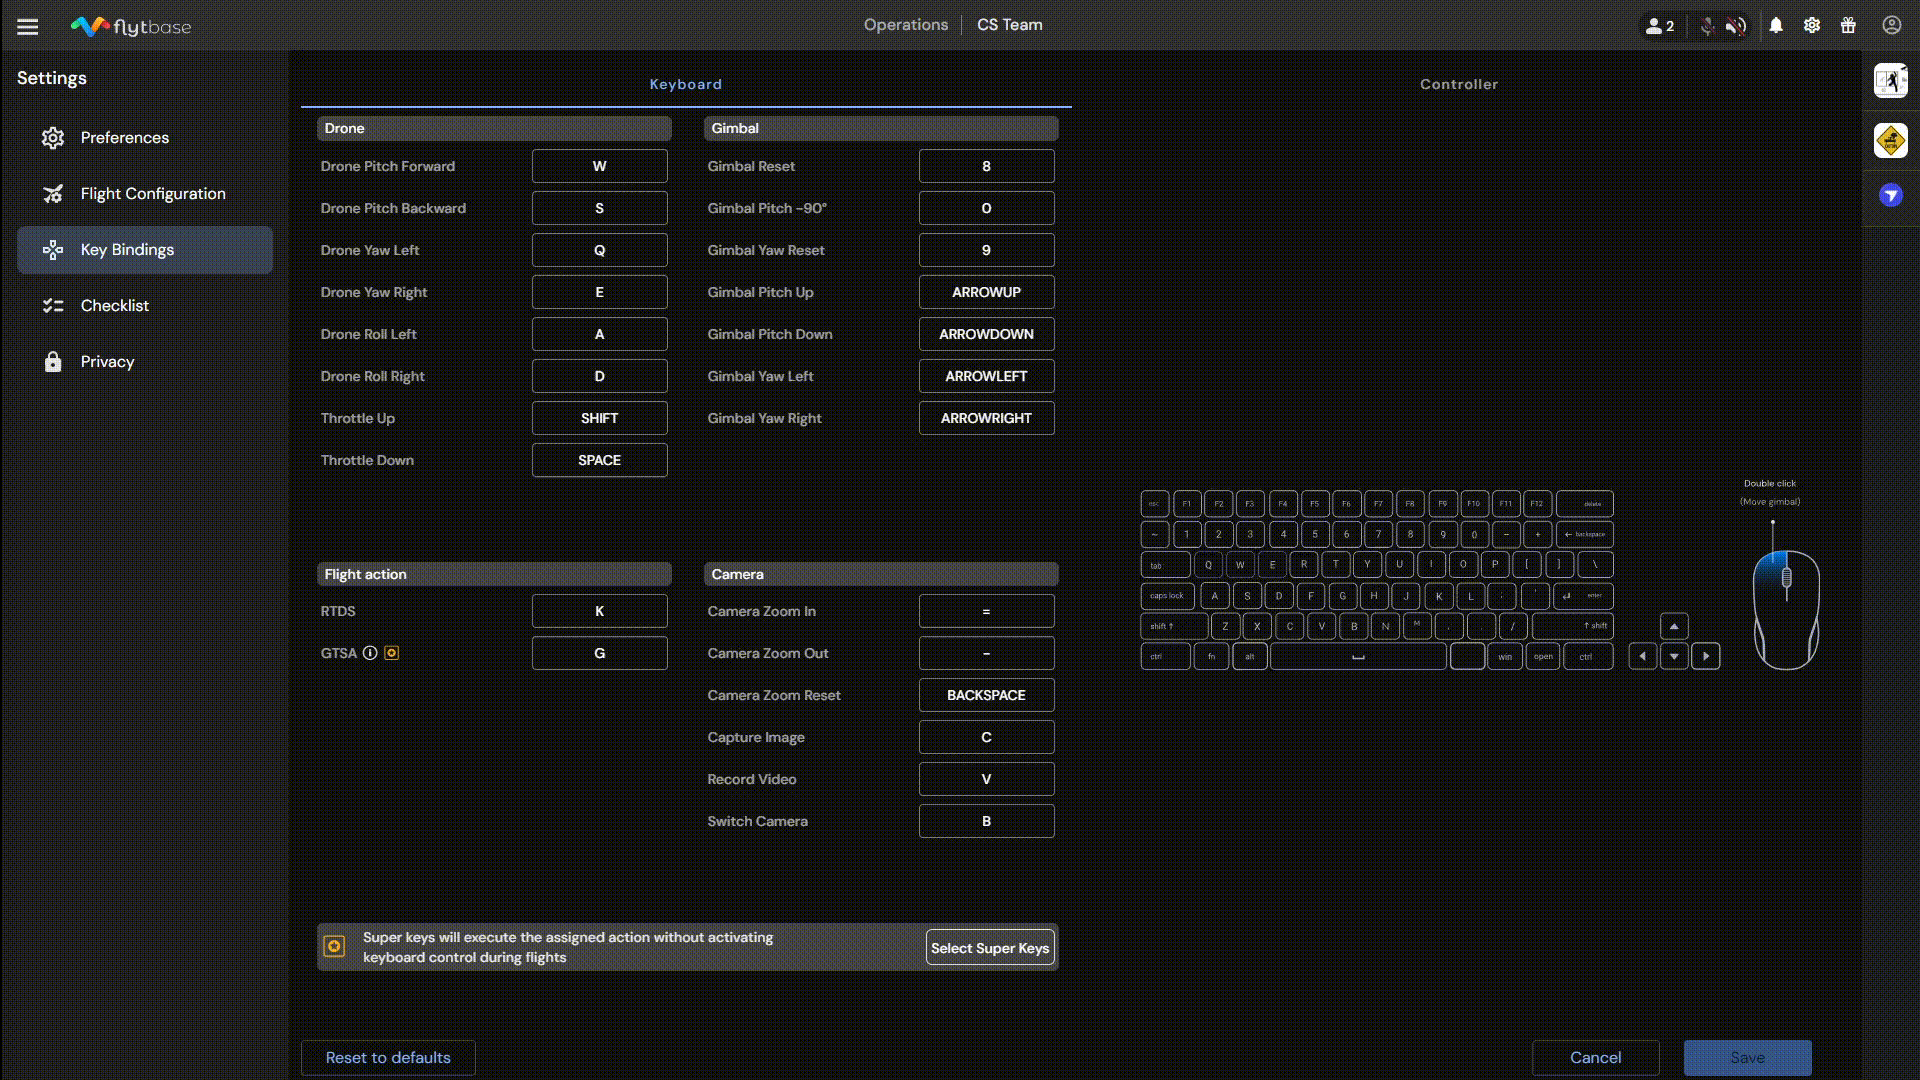 flytbase
Operations
CS Team
2
Settings
Preferences
Flight Configuration
Key Bindings
Checklist
Privacy
Keyboard
Controller
Drone
Drone Pitch Forward W
Drone Pitch Backward S
Drone Yaw Left Q
Drone Yaw Right E
Drone Roll Left A
Drone Roll Right D
Throttle Up SHIFT
Throttle Down SPACE
Gimbal
Gimbal Reset 8
Gimbal Pitch -90° 0
Gimbal Yaw Reset 9
Gimbal Pitch Up ARROWUP
Gimbal Pitch Down ARROWDOWN
Gimbal Yaw Left ARROWLEFT
Gimbal Yaw Right ARROWRIGHT
Flight action
RTDS K
GTSA G
Camera
Camera Zoom In =
Camera Zoom Out -
Camera Zoom Reset BACKSPACE
Capture Image C
Record Video V
Switch Camera B
Super keys will execute the assigned action without activating
keyboard control during flights
Select Super Keys
Double click
(Move gimbal)
esc F1 F2 F3 F4 F5 F6 F7 F8 F9 F10 F11 F12 delete
~ 1 2 3 4 5 6 7 8 9 0 - + ← backspace
tab Q W E R T Y U I O P [ ] \
caps lock A S D F G H J K L ; ' ↵ enter
shift ↑ Z X C V B N M , . / ↑ shift
ctrl fn alt win open ctrl
Reset to defaults
Cancel
Save